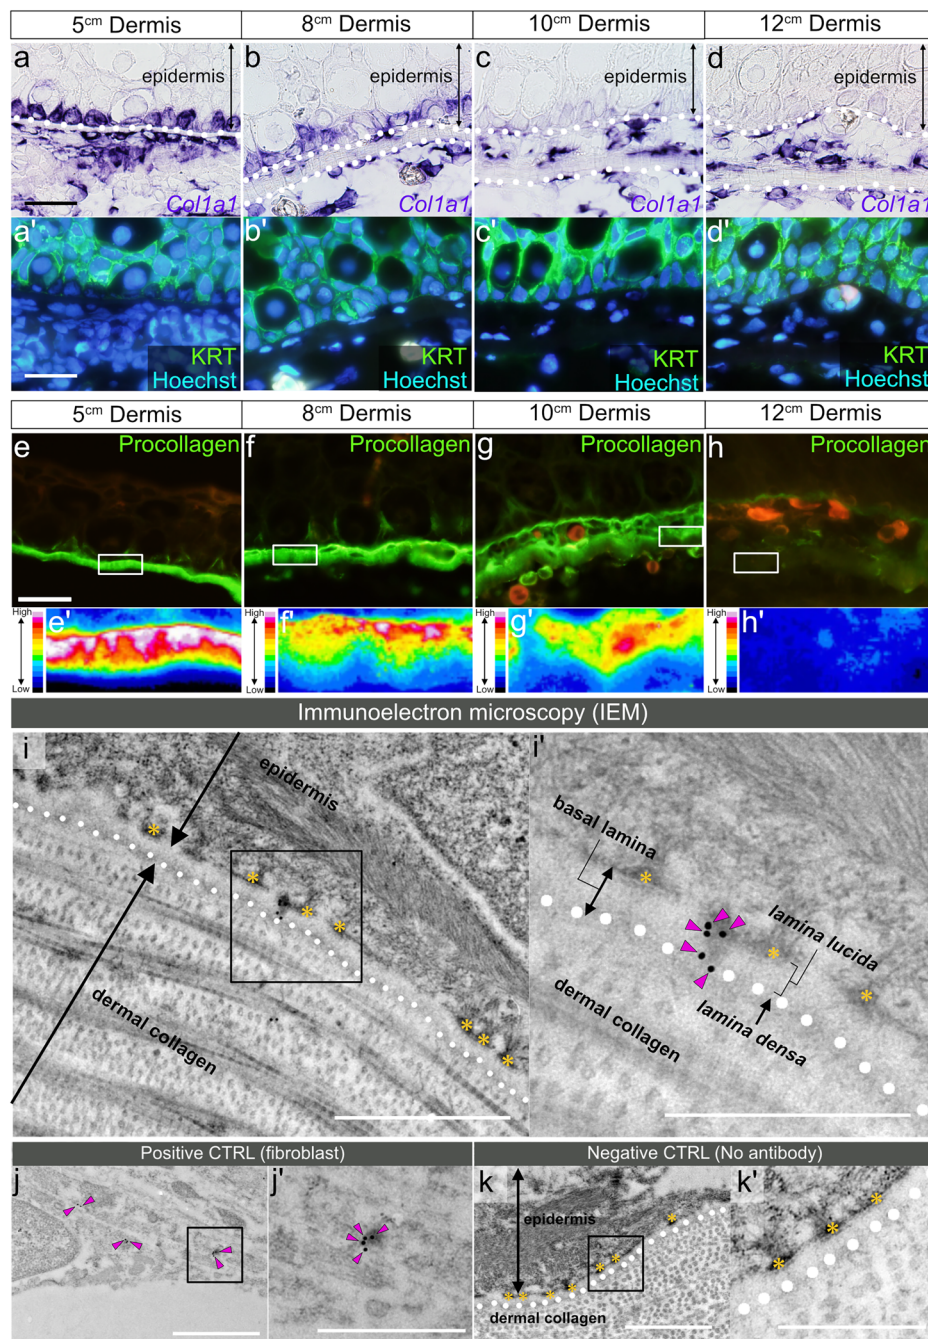 5cm Dermis
8cm Dermis
10cm Dermis
12cm Dermis
a
epidermis
Col1a1
b
epidermis
Col1a1
c
epidermis
Col1a1
d
epidermis
Col1a1
a'
KRT
Hoechst
b'
KRT
Hoechst
c'
KRT
Hoechst
d'
KRT
Hoechst
5cm Dermis
8cm Dermis
10cm Dermis
12cm Dermis
e
Procollagen
f
Procollagen
g
Procollagen
h
Procollagen
High
Low
e'
High
Low
f'
High
Low
g'
High
Low
h'
Immunoelectron microscopy (IEM)
i
epidermis
*
*
*
*
*
*
*
dermal collagen
i'
basal lamina
*
lamina lucida
*
*
lamina densa
dermal collagen
Positive CTRL (fibroblast)
Negative CTRL (No antibody)
j
j'
k
epidermis
*
*
*
*
*
*
dermal collagen
k'
*
*
*